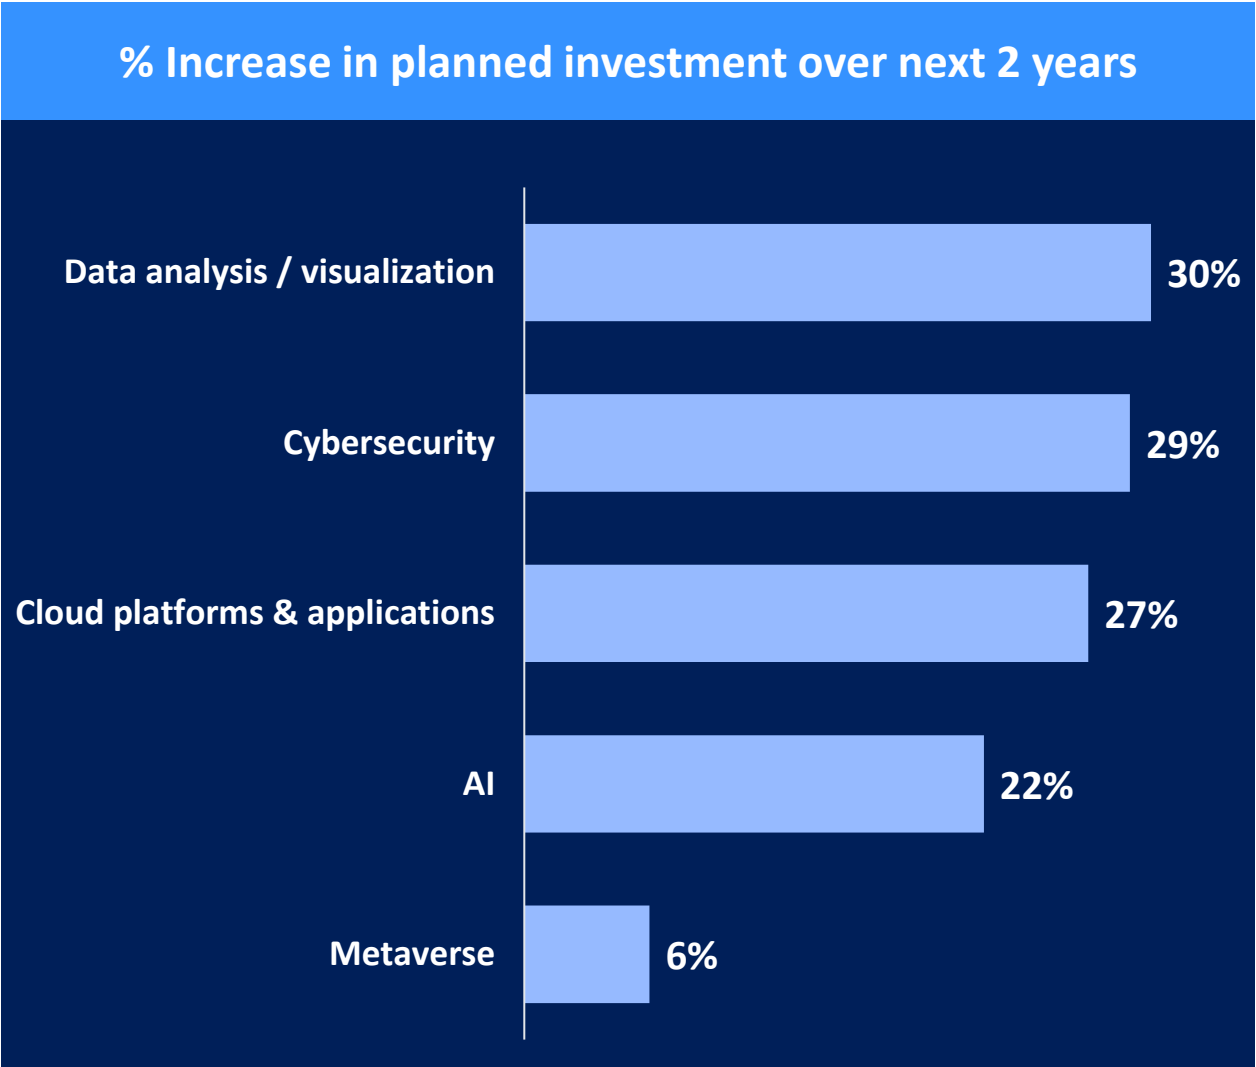 % Increase in planned investment over next 2 years
Data analysis / visualization 30%
Cybersecurity 29%
Cloud platforms & applications 27%
AI 22%
Metaverse 6%